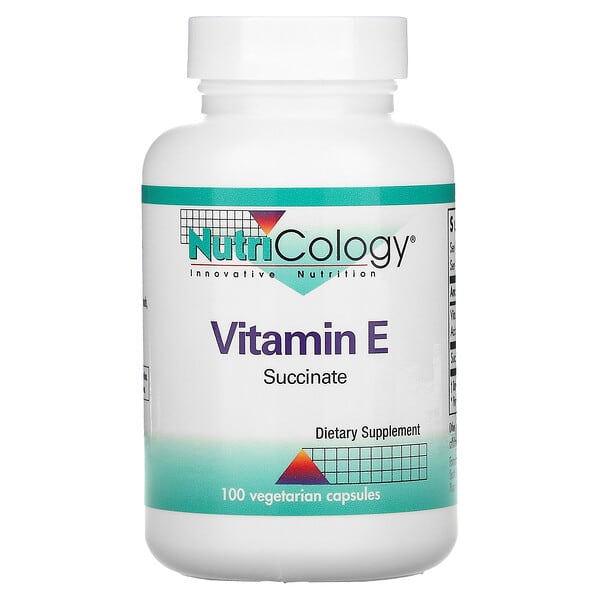 NutriCology®
Innovative Nutrition
Vitamin E
Succinate
Dietary Supplement
100 vegetarian capsules